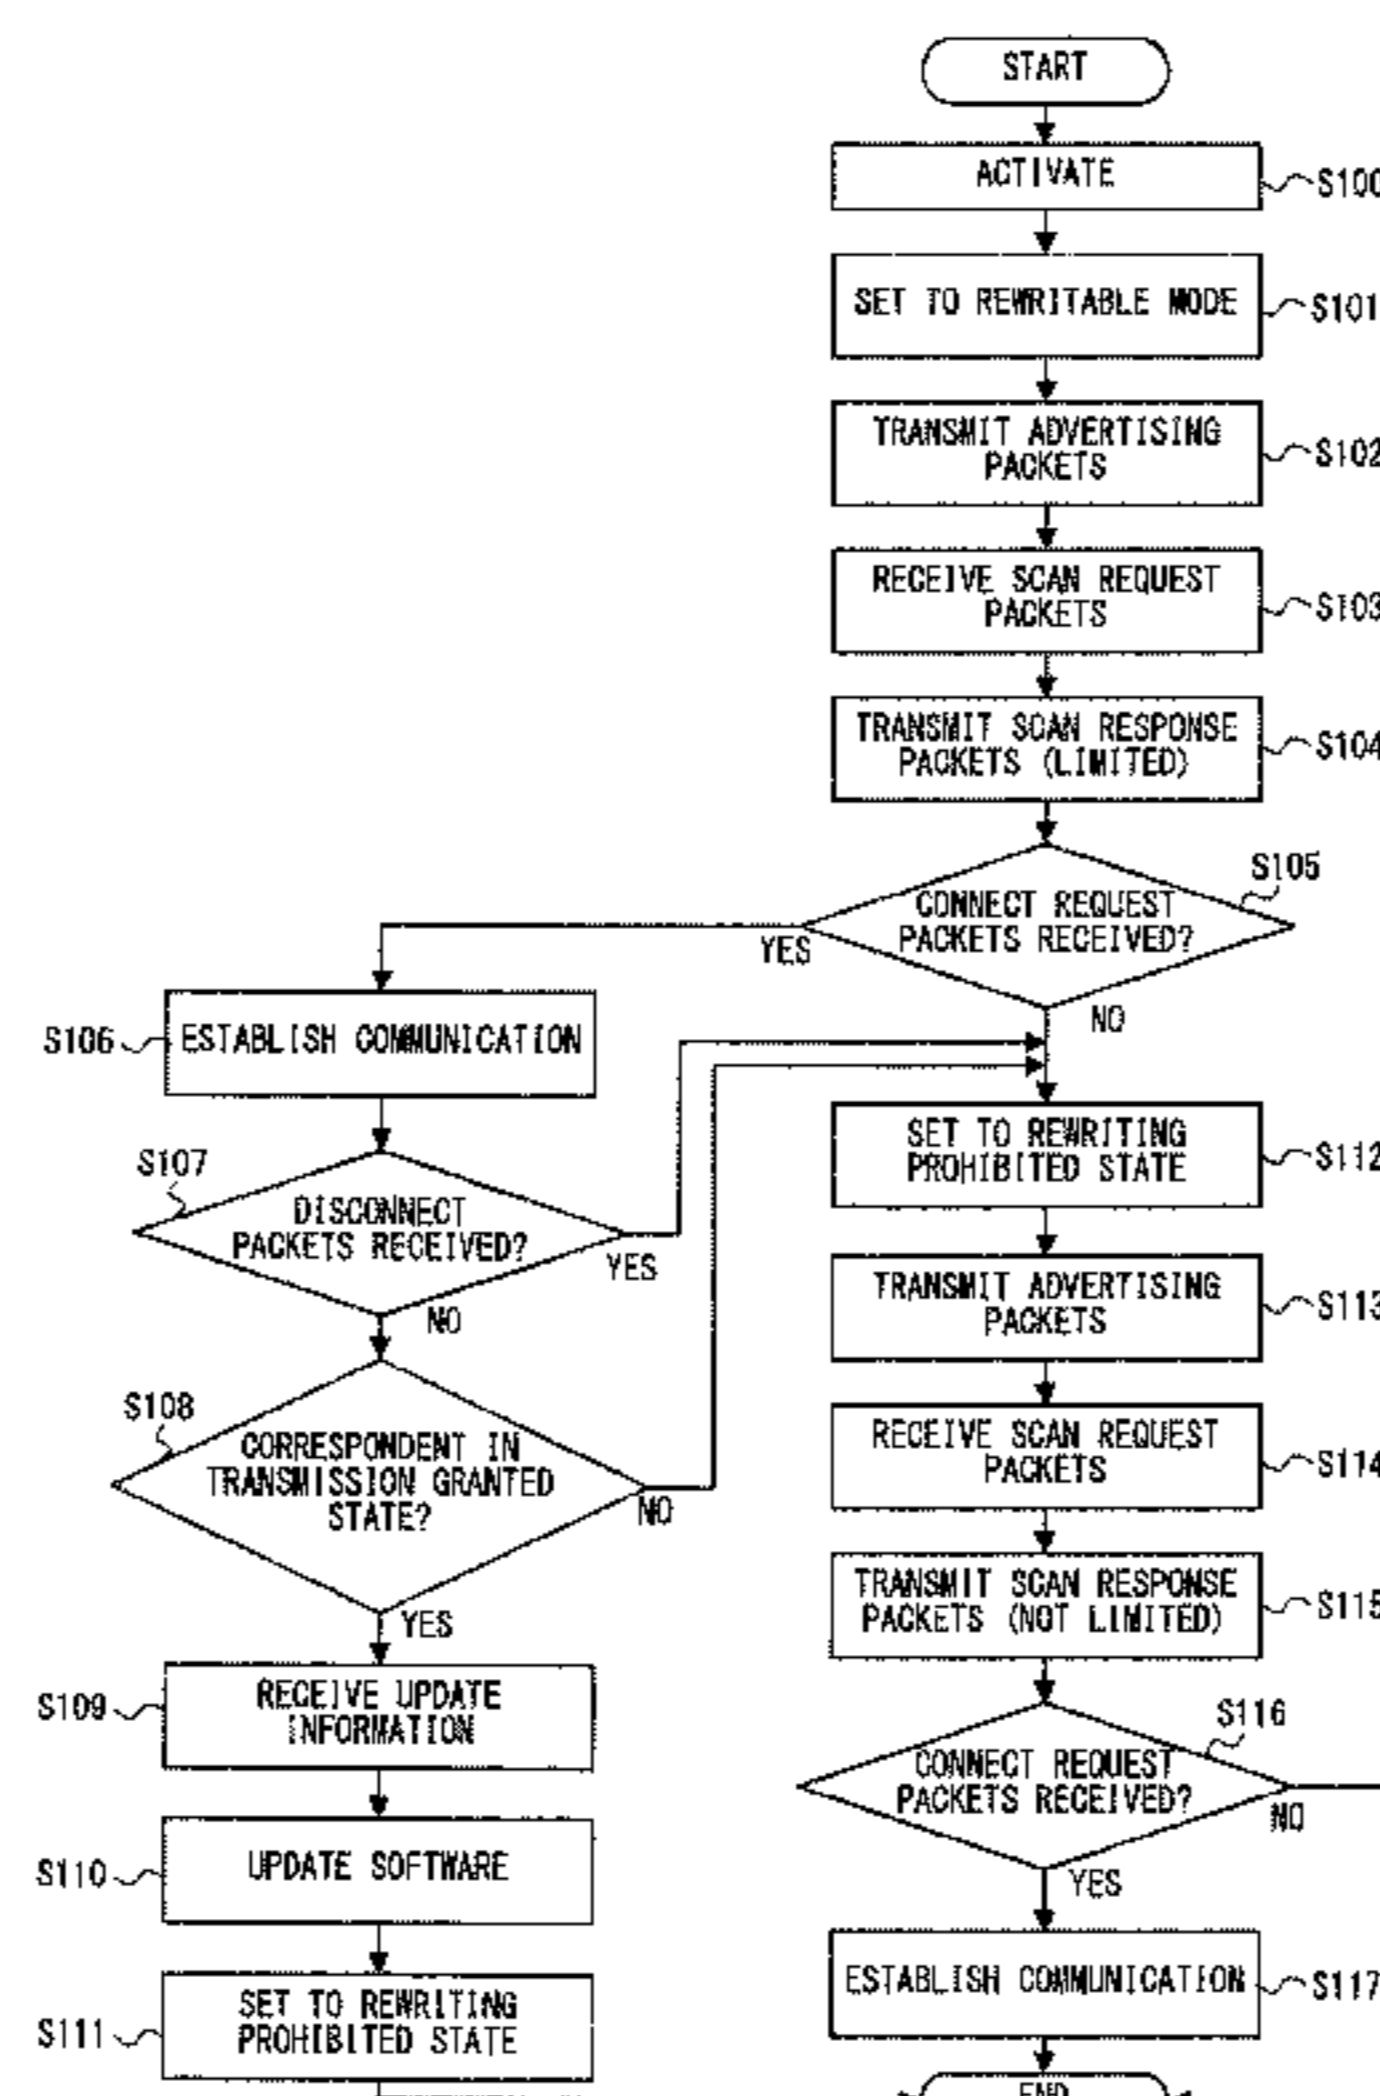 START
ACTIVATE
S100
SET TO REWRITABLE MODE
S101
TRANSMIT ADVERTISING
PACKETS
S102
RECEIVE SCAN REQUEST
PACKETS
S103
TRANSMIT SCAN RESPONSE
PACKETS (LIMITED)
S104
S105
CONNECT REQUEST
PACKETS RECEIVED?
YES
NO
S106
ESTABLISH COMMUNICATION
S107
DISCONNECT
PACKETS RECEIVED?
YES
NO
S108
CORRESPONDENT IN
TRANSMISSION GRANTED
STATE?
NO
YES
S109
RECEIVE UPDATE
INFORMATION
S110
UPDATE SOFTWARE
S111
SET TO REWRITING
PROHIBITED STATE
SET TO REWRITING
PROHIBITED STATE
S112
TRANSMIT ADVERTISING
PACKETS
S113
RECEIVE SCAN REQUEST
PACKETS
S114
TRANSMIT SCAN RESPONSE
PACKETS (NOT LIMITED)
S115
S116
CONNECT REQUEST
PACKETS RECEIVED?
NO
YES
ESTABLISH COMMUNICATION
S117
END